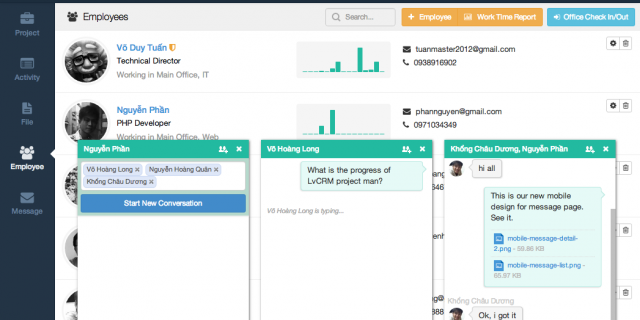 Project
Activity
File
Employee
Message
Employees
Search...
+ Employee
Work Time Report
Office Check In/Out
Võ Duy Tuấn
Technical Director
Working in Main Office, IT
tuanmaster2012@gmail.com
0938916902
Nguyễn Phần
PHP Developer
Working in Main Office, Web
phannguyen@gmail.com
0971034349
Nguyễn Phần
Võ Hoàng Long × Nguyễn Hoàng Quân ×
Khổng Châu Dương ×
Start New Conversation
Võ Hoàng Long
What is the progress of
LvCRM project man?
Võ Hoàng Long is typing...
Khổng Châu Dương, Nguyễn Phần
hi all
This is our new mobile
design for message page.
See it.
mobile-message-detail-
2.png - 59.86 KB
mobile-message-list.png -
65.97 KB
Khổng Châu Dương
Ok, i got it